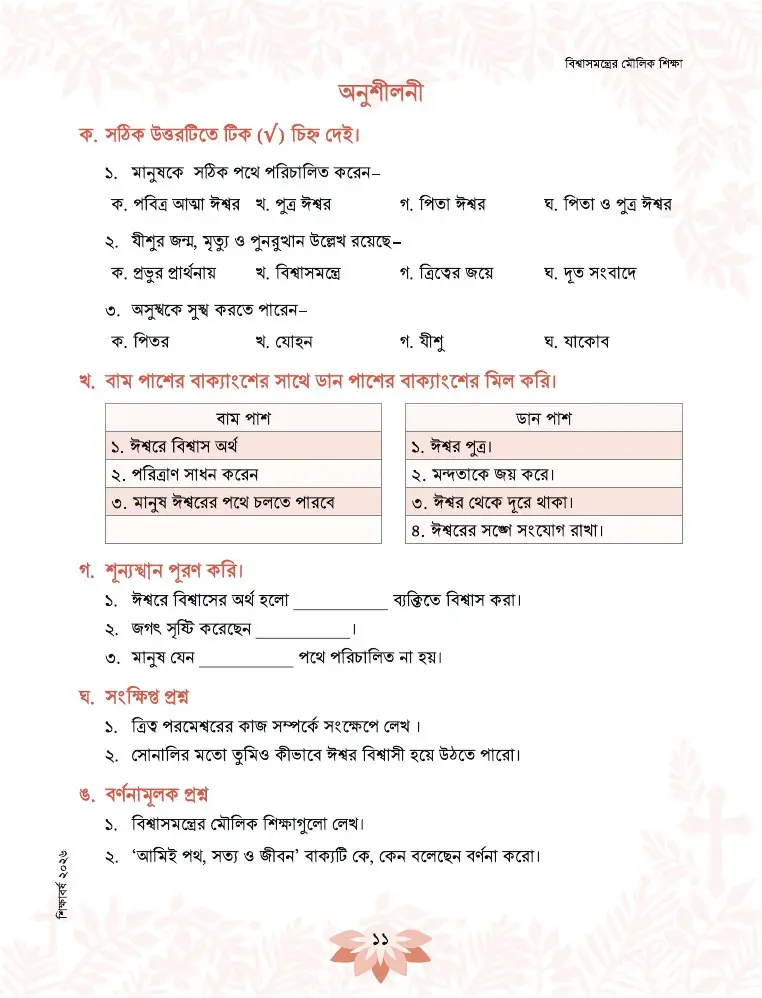 বিশ্বাসমন্ত্রের মৌলিক শিক্ষা
অনুশীলনী
ক. সঠিক উত্তরটিতে টিক (√) চিহ্ন দেই।
১. মানুষকে সঠিক পথে পরিচালিত করেন–
ক. পবিত্র আত্মা ঈশ্বর খ. পুত্র ঈশ্বর গ. পিতা ঈশ্বর ঘ. পিতা ও পুত্র ঈশ্বর
২. যীশুর জন্ম, মৃত্যু ও পুনরুত্থান উল্লেখ রয়েছে–
ক. প্রভুর প্রার্থনায় খ. বিশ্বাসমন্ত্রে গ. ত্রিত্বের জয়ে ঘ. দূত সংবাদে
৩. অসুস্থকে সুস্থ করতে পারেন–
ক. পিতর খ. যোহন গ. যীশু ঘ. যাকোব
খ. বাম পাশের বাক্যাংশের সাথে ডান পাশের বাক্যাংশের মিল করি।
বাম পাশ ডান পাশ
১. ঈশ্বরে বিশ্বাস অর্থ ১. ঈশ্বর পুত্র।
২. পরিত্রাণ সাধন করেন ২. মন্দতাকে জয় করে।
৩. মানুষ ঈশ্বরের পথে চলতে পারবে ৩. ঈশ্বর থেকে দূরে থাকা।
৪. ঈশ্বরের সঙ্গে সংযোগ রাখা।
গ. শূন্যস্থান পূরণ করি।
১. ঈশ্বরে বিশ্বাসের অর্থ হলো ___________ ব্যক্তিতে বিশ্বাস করা।
২. জগৎ সৃষ্টি করেছেন ___________।
৩. মানুষ যেন ___________ পথে পরিচালিত না হয়।
ঘ. সংক্ষিপ্ত প্রশ্ন
১. ত্রিত্ব পরমেশ্বরের কাজ সম্পর্কে সংক্ষেপে লেখ ।
২. সোনালির মতো তুমিও কীভাবে ঈশ্বর বিশ্বাসী হয়ে উঠতে পারো।
ঙ. বর্ণনামূলক প্রশ্ন
১. বিশ্বাসমন্ত্রের মৌলিক শিক্ষাগুলো লেখ।
২. ‘আমিই পথ, সত্য ও জীবন’ বাক্যটি কে, কেন বলেছেন বর্ণনা করো।
শিক্ষাবর্ষ ২০২৬
১১